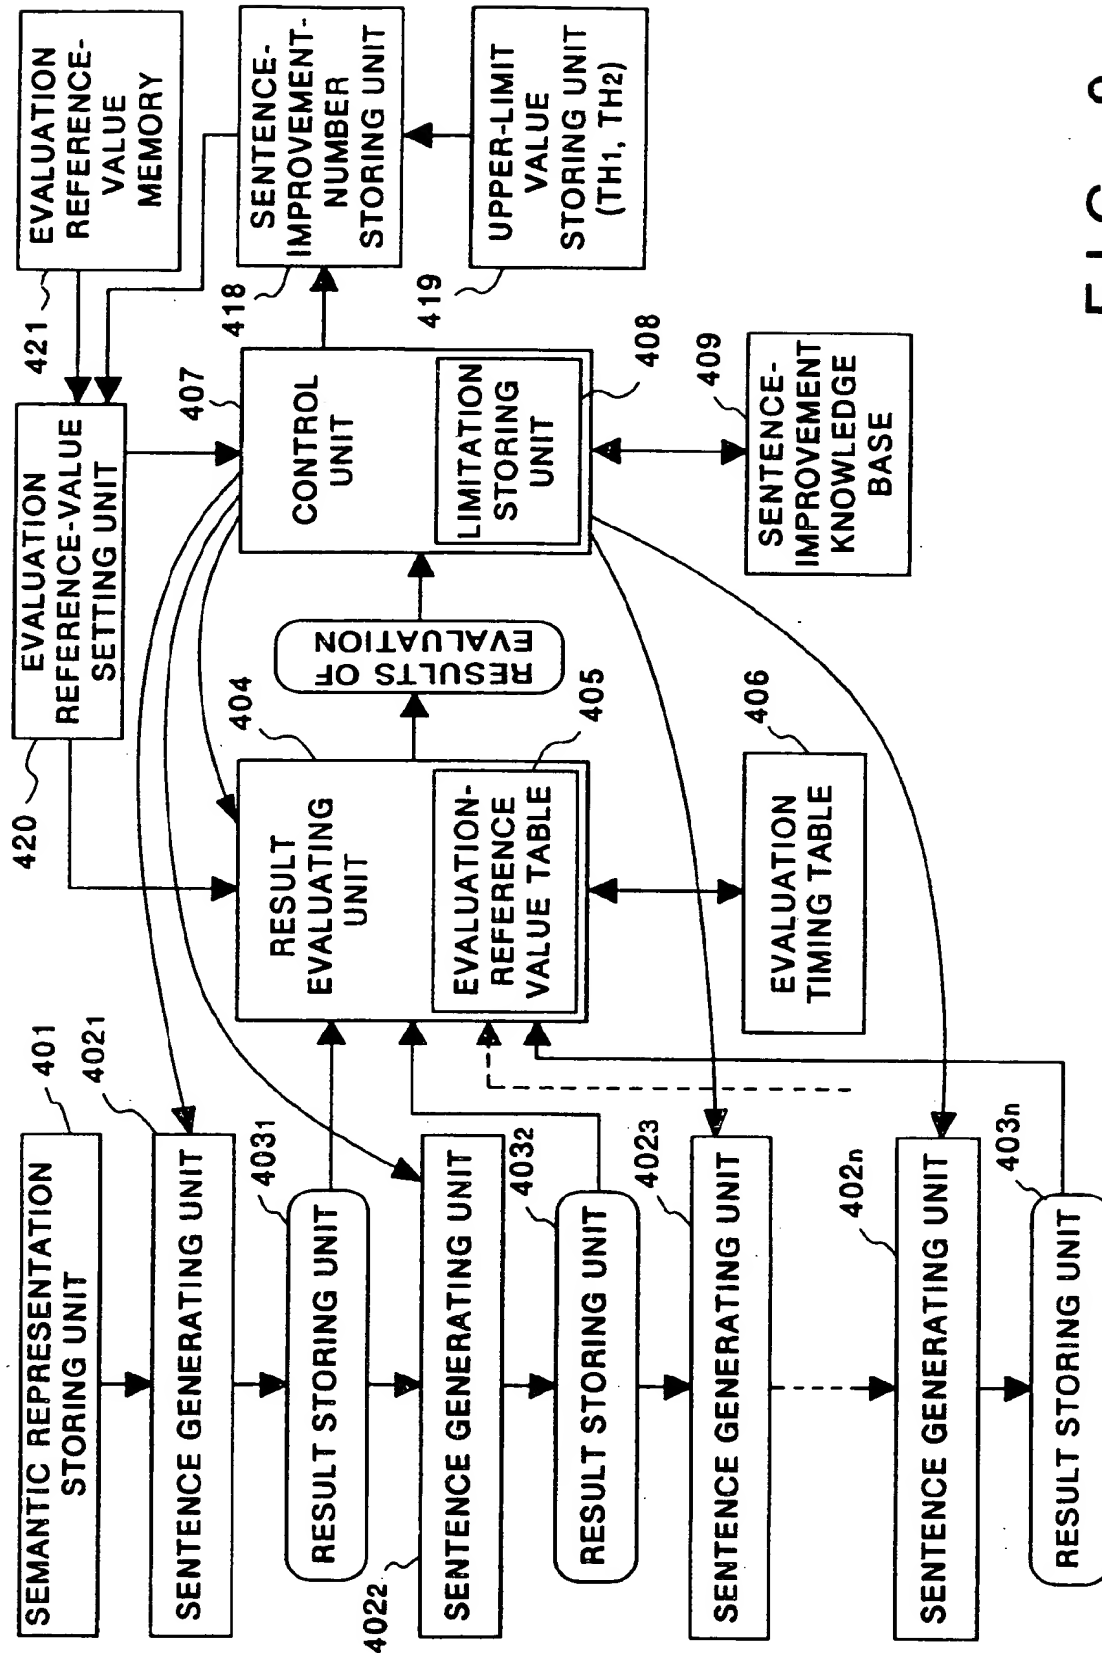 SEMANTIC REPRESENTATION
STORING UNIT
401
SENTENCE GENERATING UNIT
4021
RESULT STORING UNIT
4031
SENTENCE GENERATING UNIT
4022
RESULT STORING UNIT
4032
SENTENCE GENERATING UNIT
4023
SENTENCE GENERATING UNIT
402n
RESULT STORING UNIT
403n
RESULT
EVALUATING
UNIT
404
EVALUATION-
REFERENCE
VALUE TABLE
405
EVALUATION
TIMING TABLE
406
RESULTS OF
EVALUATION
EVALUATION
REFERENCE-VALUE
SETTING UNIT
420
CONTROL
UNIT
407
LIMITATION
STORING
UNIT
408
SENTENCE-
IMPROVEMENT
KNOWLEDGE
BASE
409
EVALUATION
REFERENCE-
VALUE
MEMORY
421
SENTENCE-
IMPROVEMENT-
NUMBER
STORING UNIT
418
UPPER-LIMIT
VALUE
STORING UNIT
(TH1, TH2)
419
FIG.